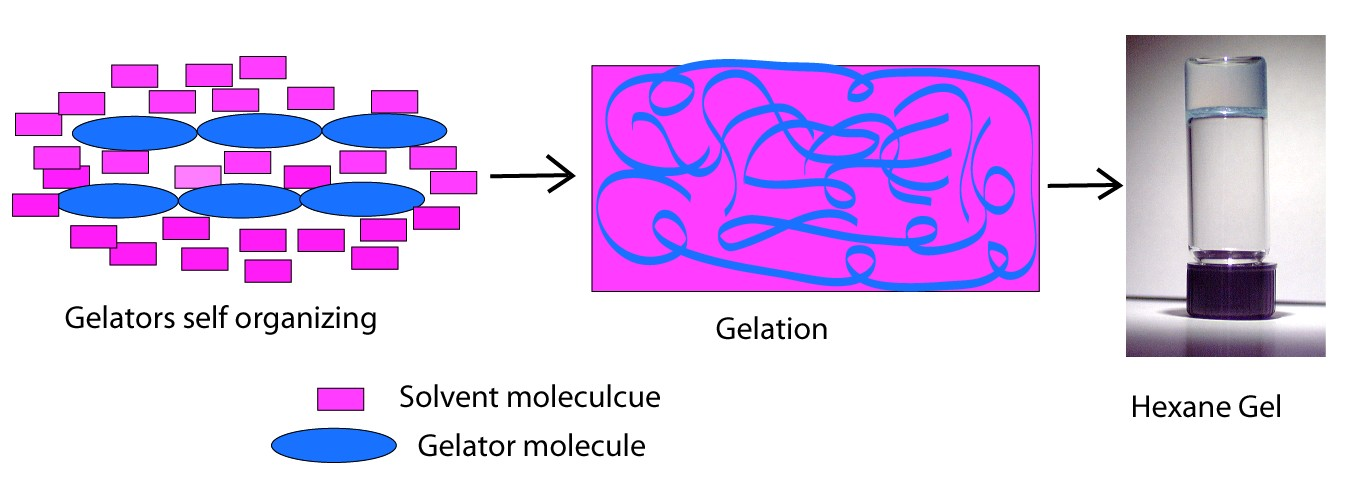 Gelators self organizing
Gelation
Hexane Gel
Solvent moleculcue
Gelator molecule